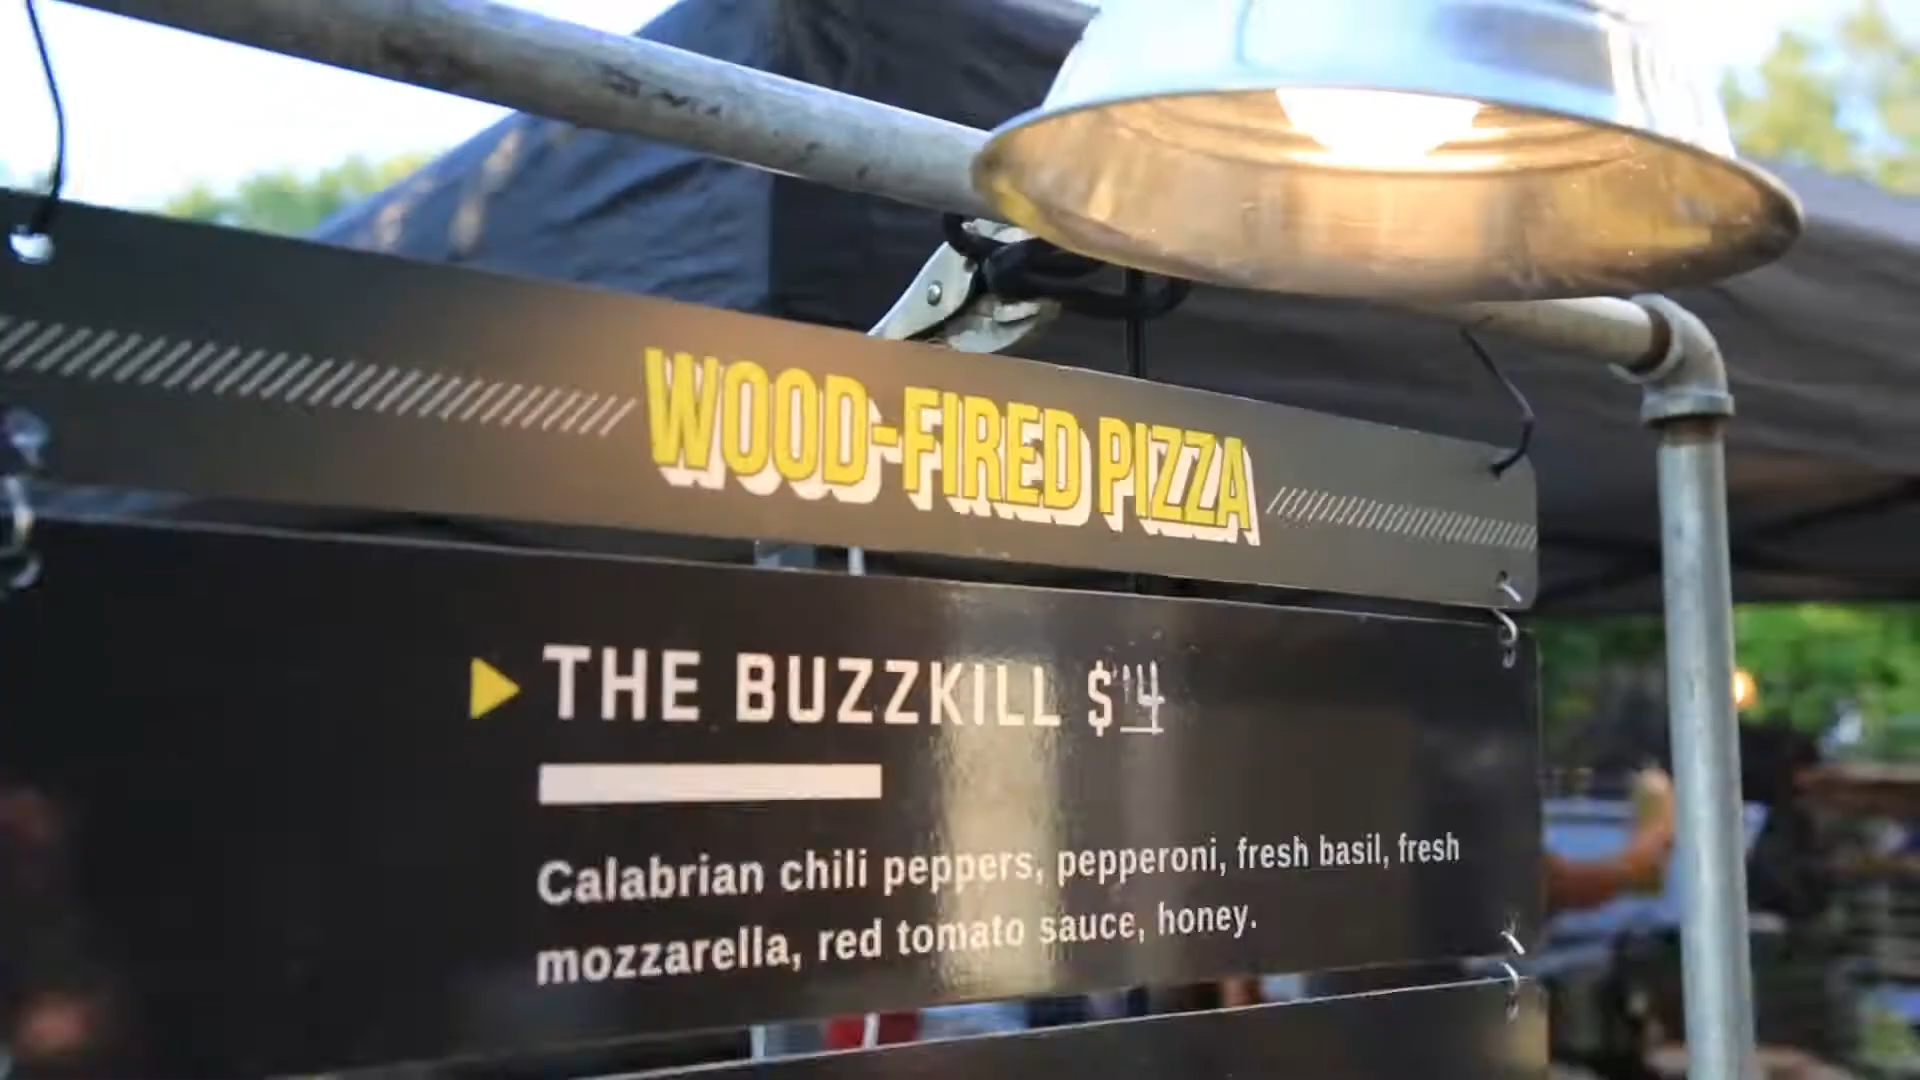 WOOD-FIRED PIZZA
THE BUZZKILL $14
Calabrian chili peppers, pepperoni, fresh basil, fresh
mozzarella, red tomato sauce, honey.